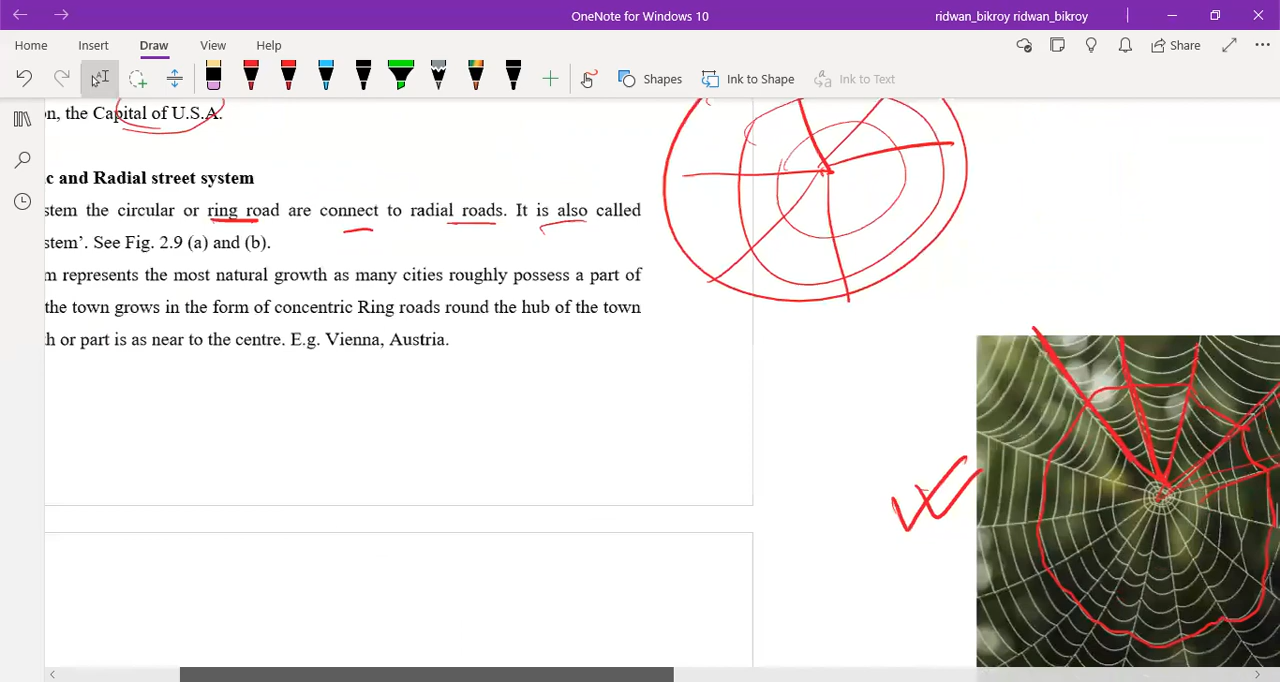 OneNote for Windows 10
ridwan_bikroy ridwan_bikroy
Home Insert Draw View Help
Share
Shapes Ink to Shape Ink to Text
n, the Capital of U.S.A.
c and Radial street system
stem the circular or ring road are connect to radial roads. It is also called
stem’. See Fig. 2.9 (a) and (b).
m represents the most natural growth as many cities roughly possess a part of
the town grows in the form of concentric Ring roads round the hub of the town
h or part is as near to the centre. E.g. Vienna, Austria.